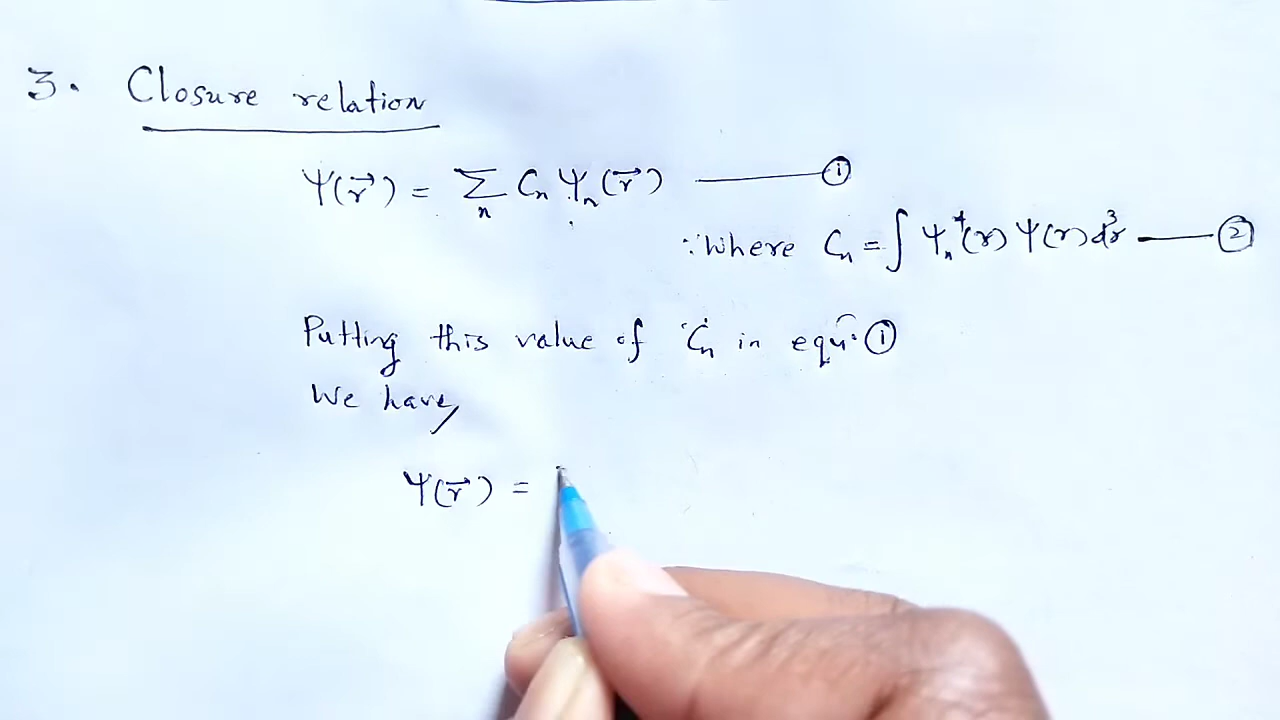 3. Closure relation
Ψ(r⃗) = Σₙ Cₙ Ψₙ(r⃗) —— ①
∵ Where Cₙ = ∫ Ψₙ*(r) Ψ(r) d³r —— ②
Putting this value of Cₙ in equⁿ. ①
We have,
Ψ(r⃗) =